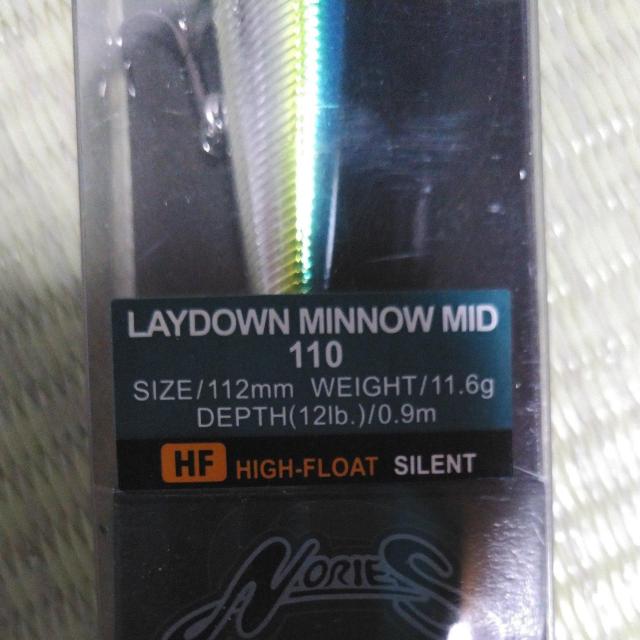 LAYDOWN MINNOW MID
110
SIZE/112mm WEIGHT/11.6g
DEPTH(12lb.)/0.9m
HF HIGH-FLOAT SILENT
NORIES